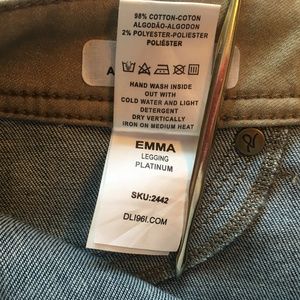 98% COTTON-COTTON
ALGODÃO-ALGODON
2% POLYESTER-POLIESTER
POLIÉSTER
HAND WASH INSIDE
OUT WITH
COLD WATER AND LIGHT
DETERGENT
DRY VERTICALLY
IRON ON MEDIUM HEAT
EMMA
LEGGING
PLATINUM
SKU:2442
DL1961.COM